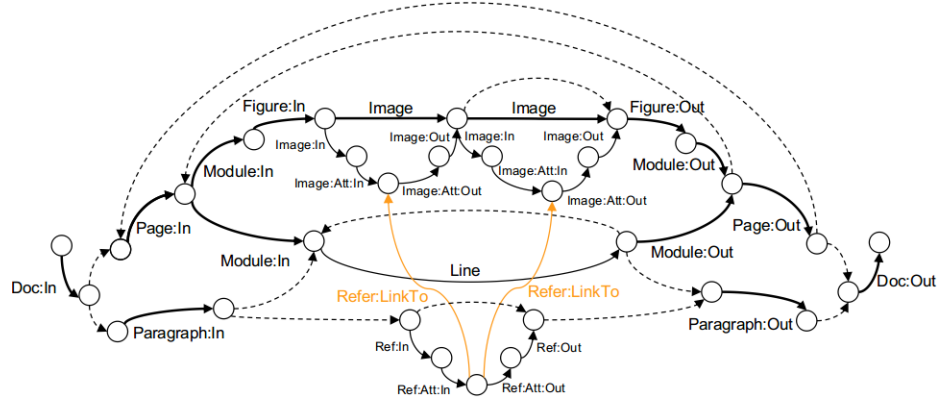 Figure:In
Image
Image
Figure:Out
Image:In
Image:Out
Image:In
Image:Out
Module:In
Module:Out
Image:Att:In
Image:Att:Out
Image:Att:In
Image:Att:Out
Page:In
Page:Out
Module:In
Module:Out
Line
Doc:In
Refer:LinkTo
Refer:LinkTo
Doc:Out
Paragraph:In
Paragraph:Out
Ref:In
Ref:Out
Ref:Att:In
Ref:Att:Out